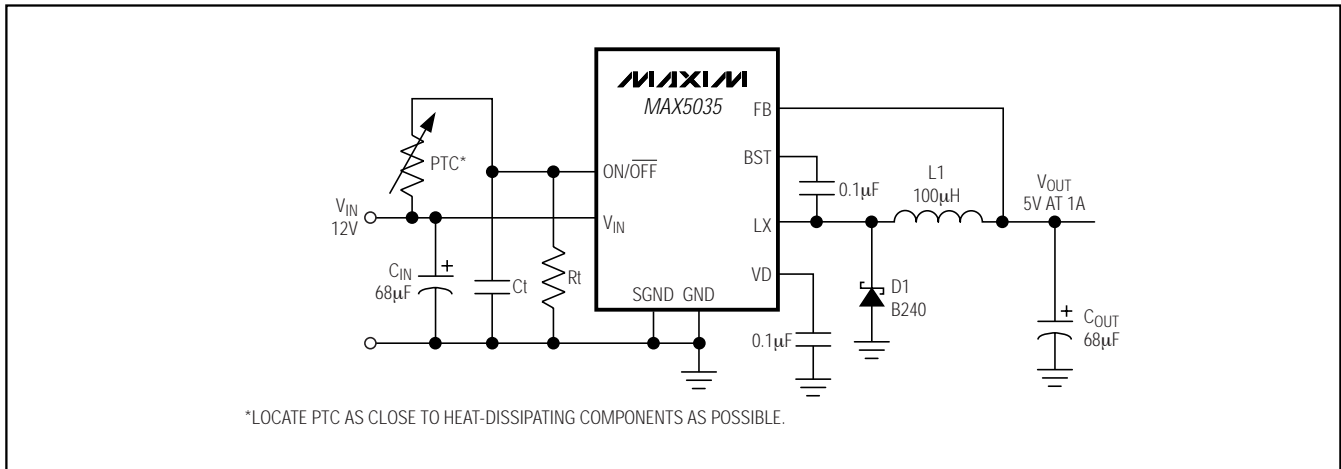 MAXIM
MAX5035
FB
BST
LX
VD
ON/OFF
VIN
SGND GND
PTC*
VIN
12V
CIN
68µF
+
Ct
Rt
0.1µF
0.1µF
L1
100µH
D1
B240
VOUT
5V AT 1A
+
COUT
68µF
*LOCATE PTC AS CLOSE TO HEAT-DISSIPATING COMPONENTS AS POSSIBLE.